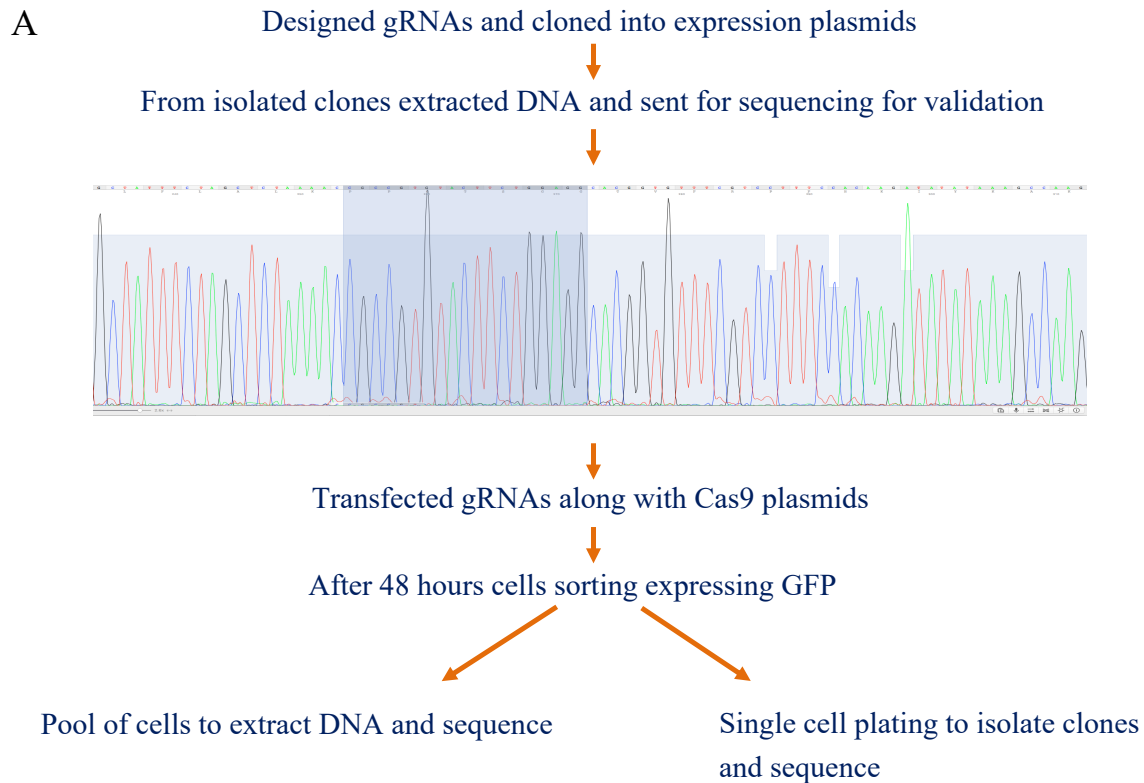 A
Designed gRNAs and cloned into expression plasmids
From isolated clones extracted DNA and sent for sequencing for validation
Transfected gRNAs along with Cas9 plasmids
After 48 hours cells sorting expressing GFP
Pool of cells to extract DNA and sequence
Single cell plating to isolate clones
and sequence